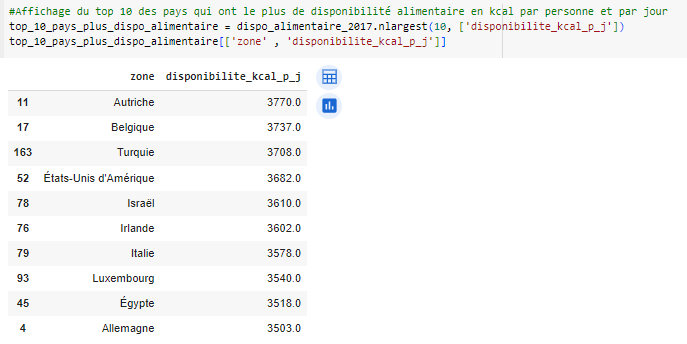 #Affichage du top 10 des pays qui ont le plus de disponibilité alimentaire en kcal par personne et par jour
top_10_pays_plus_dispo_alimentaire = dispo_alimentaire_2017.nlargest(10, ['disponibilite_kcal_p_j'])
top_10_pays_plus_dispo_alimentaire[['zone' , 'disponibilite_kcal_p_j']]
zone disponibilite_kcal_p_j
11 Autriche 3770.0
17 Belgique 3737.0
163 Turquie 3708.0
52 États-Unis d'Amérique 3682.0
78 Israël 3610.0
76 Irlande 3602.0
79 Italie 3578.0
93 Luxembourg 3540.0
45 Égypte 3518.0
4 Allemagne 3503.0